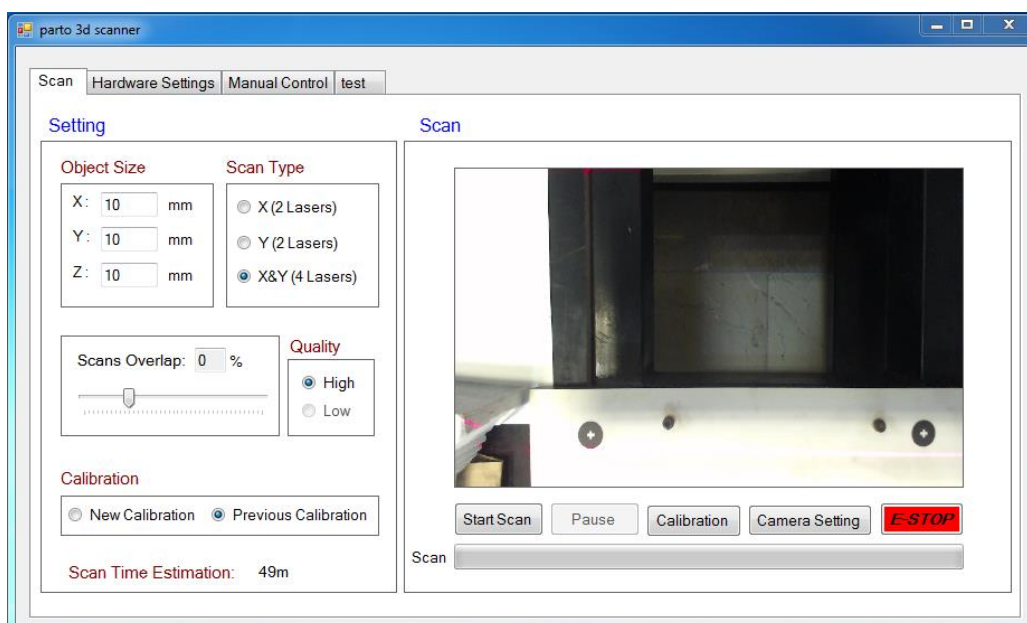 parto 3d scanner
Scan Hardware Settings Manual Control test
Setting
Object Size
X: 10 mm
Y: 10 mm
Z: 10 mm
Scan Type
X (2 Lasers)
Y (2 Lasers)
X&Y (4 Lasers)
Scans Overlap: 0 %
Quality
High
Low
Calibration
New Calibration Previous Calibration
Scan Time Estimation: 49m
Scan
Start Scan Pause Calibration Camera Setting E-STOP
Scan